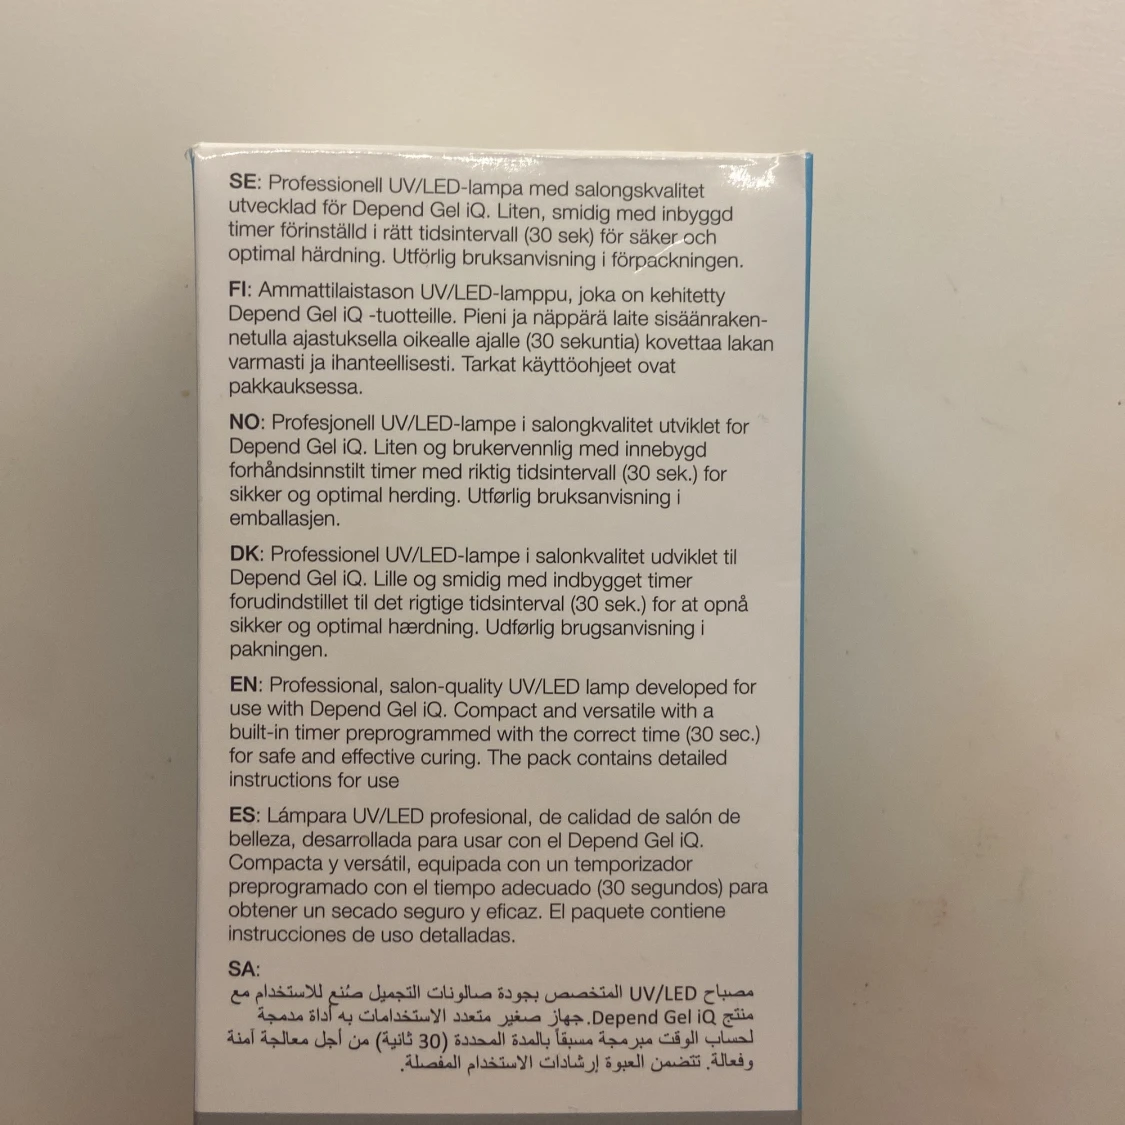 SE: Professionell UV/LED-lampa med salongskvalitet
utvecklad för Depend Gel iQ. Liten, smidig med inbyggd
timer förinställd i rätt tidsintervall (30 sek) för säker och
optimal härdning. Utförlig bruksanvisning i förpackningen.
FI: Ammattilaistason UV/LED-lamppu, joka on kehitetty
Depend Gel iQ -tuotteille. Pieni ja näppärä laite sisäänraken-
netulla ajastuksella oikealle ajalle (30 sekuntia) kovettaa lakan
varmasti ja ihanteellisesti. Tarkat käyttöohjeet ovat
pakkauksessa.
NO: Profesjonell UV/LED-lampe i salongkvalitet utviklet for
Depend Gel iQ. Liten og brukervennlig med innebygd
forhåndsinnstilt timer med riktig tidsintervall (30 sek.) for
sikker og optimal herding. Utførlig bruksanvisning i
emballasjen.
DK: Professionel UV/LED-lampe i salonkvalitet udviklet til
Depend Gel iQ. Lille og smidig med indbygget timer
forudindstillet til det rigtige tidsinterval (30 sek.) for at opnå
sikker og optimal hærdning. Udførlig brugsanvisning i
pakningen.
EN: Professional, salon-quality UV/LED lamp developed for
use with Depend Gel iQ. Compact and versatile with a
built-in timer preprogrammed with the correct time (30 sec.)
for safe and effective curing. The pack contains detailed
instructions for use
ES: Lámpara UV/LED profesional, de calidad de salón de
belleza, desarrollada para usar con el Depend Gel iQ.
Compacta y versátil, equipada con un temporizador
preprogramado con el tiempo adecuado (30 segundos) para
obtener un secado seguro y eficaz. El paquete contiene
instrucciones de uso detalladas.
SA:
مصباح UV/LED المتخصص بجودة صالونات التجميل صُنع للاستخدام مع
منتج Depend Gel iQ. جهاز صغير متعدد الاستخدامات به أداة مدمجة
لحساب الوقت مبرمجة مسبقاً بالمدة المحددة (30 ثانية) من أجل معالجة آمنة
وفعالة. تتضمن العبوة إرشادات الاستخدام المفصلة.